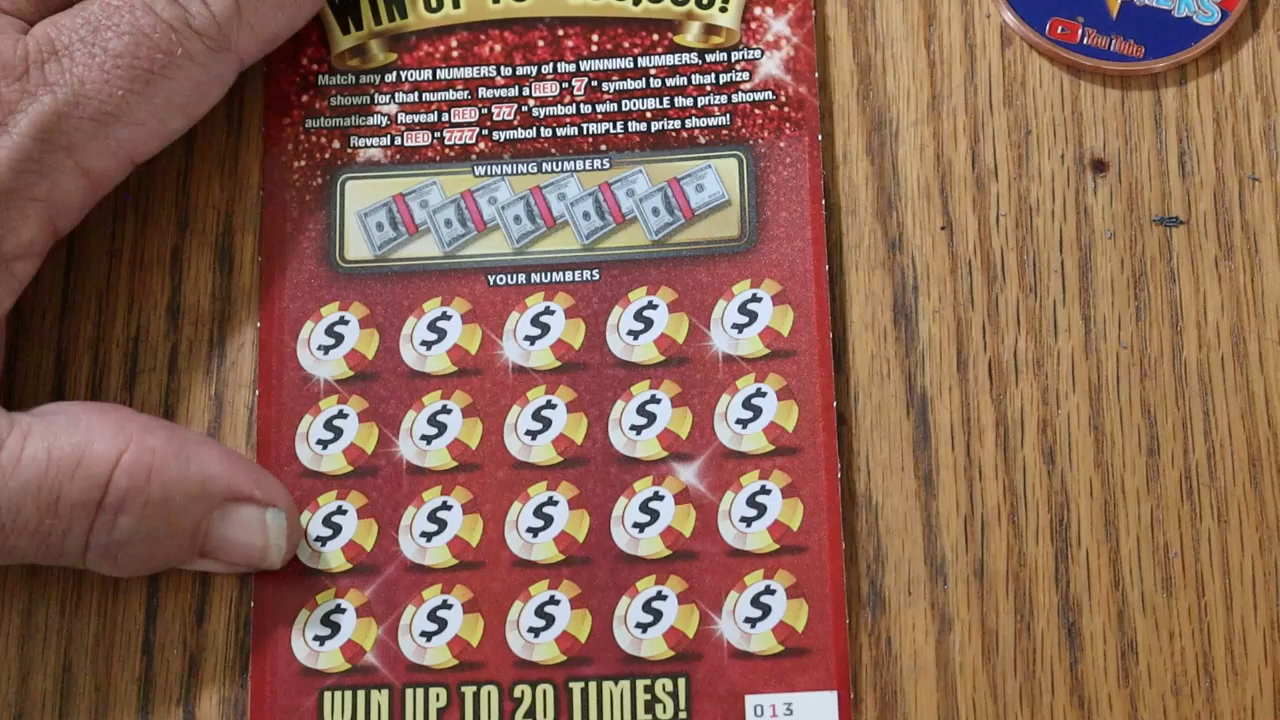 WIN UP TO
Match any of YOUR NUMBERS to any of the WINNING NUMBERS, win prize
shown for that number. Reveal a RED "7" symbol to win that prize
automatically. Reveal a RED "77" symbol to win DOUBLE the prize shown.
Reveal a RED "777" symbol to win TRIPLE the prize shown!
WINNING NUMBERS
YOUR NUMBERS
$ $ $ $ $
$ $ $ $ $
$ $ $ $ $
$ $ $ $ $
WIN UP TO 20 TIMES!
013
YouTube